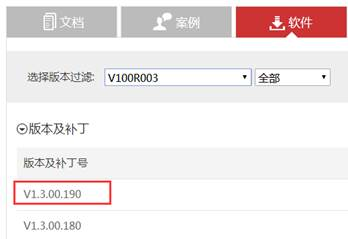 文档 案例 软件
选择版本过滤: V100R003 全部
版本及补丁
版本及补丁号
V1.3.00.190
V1.3.00.180